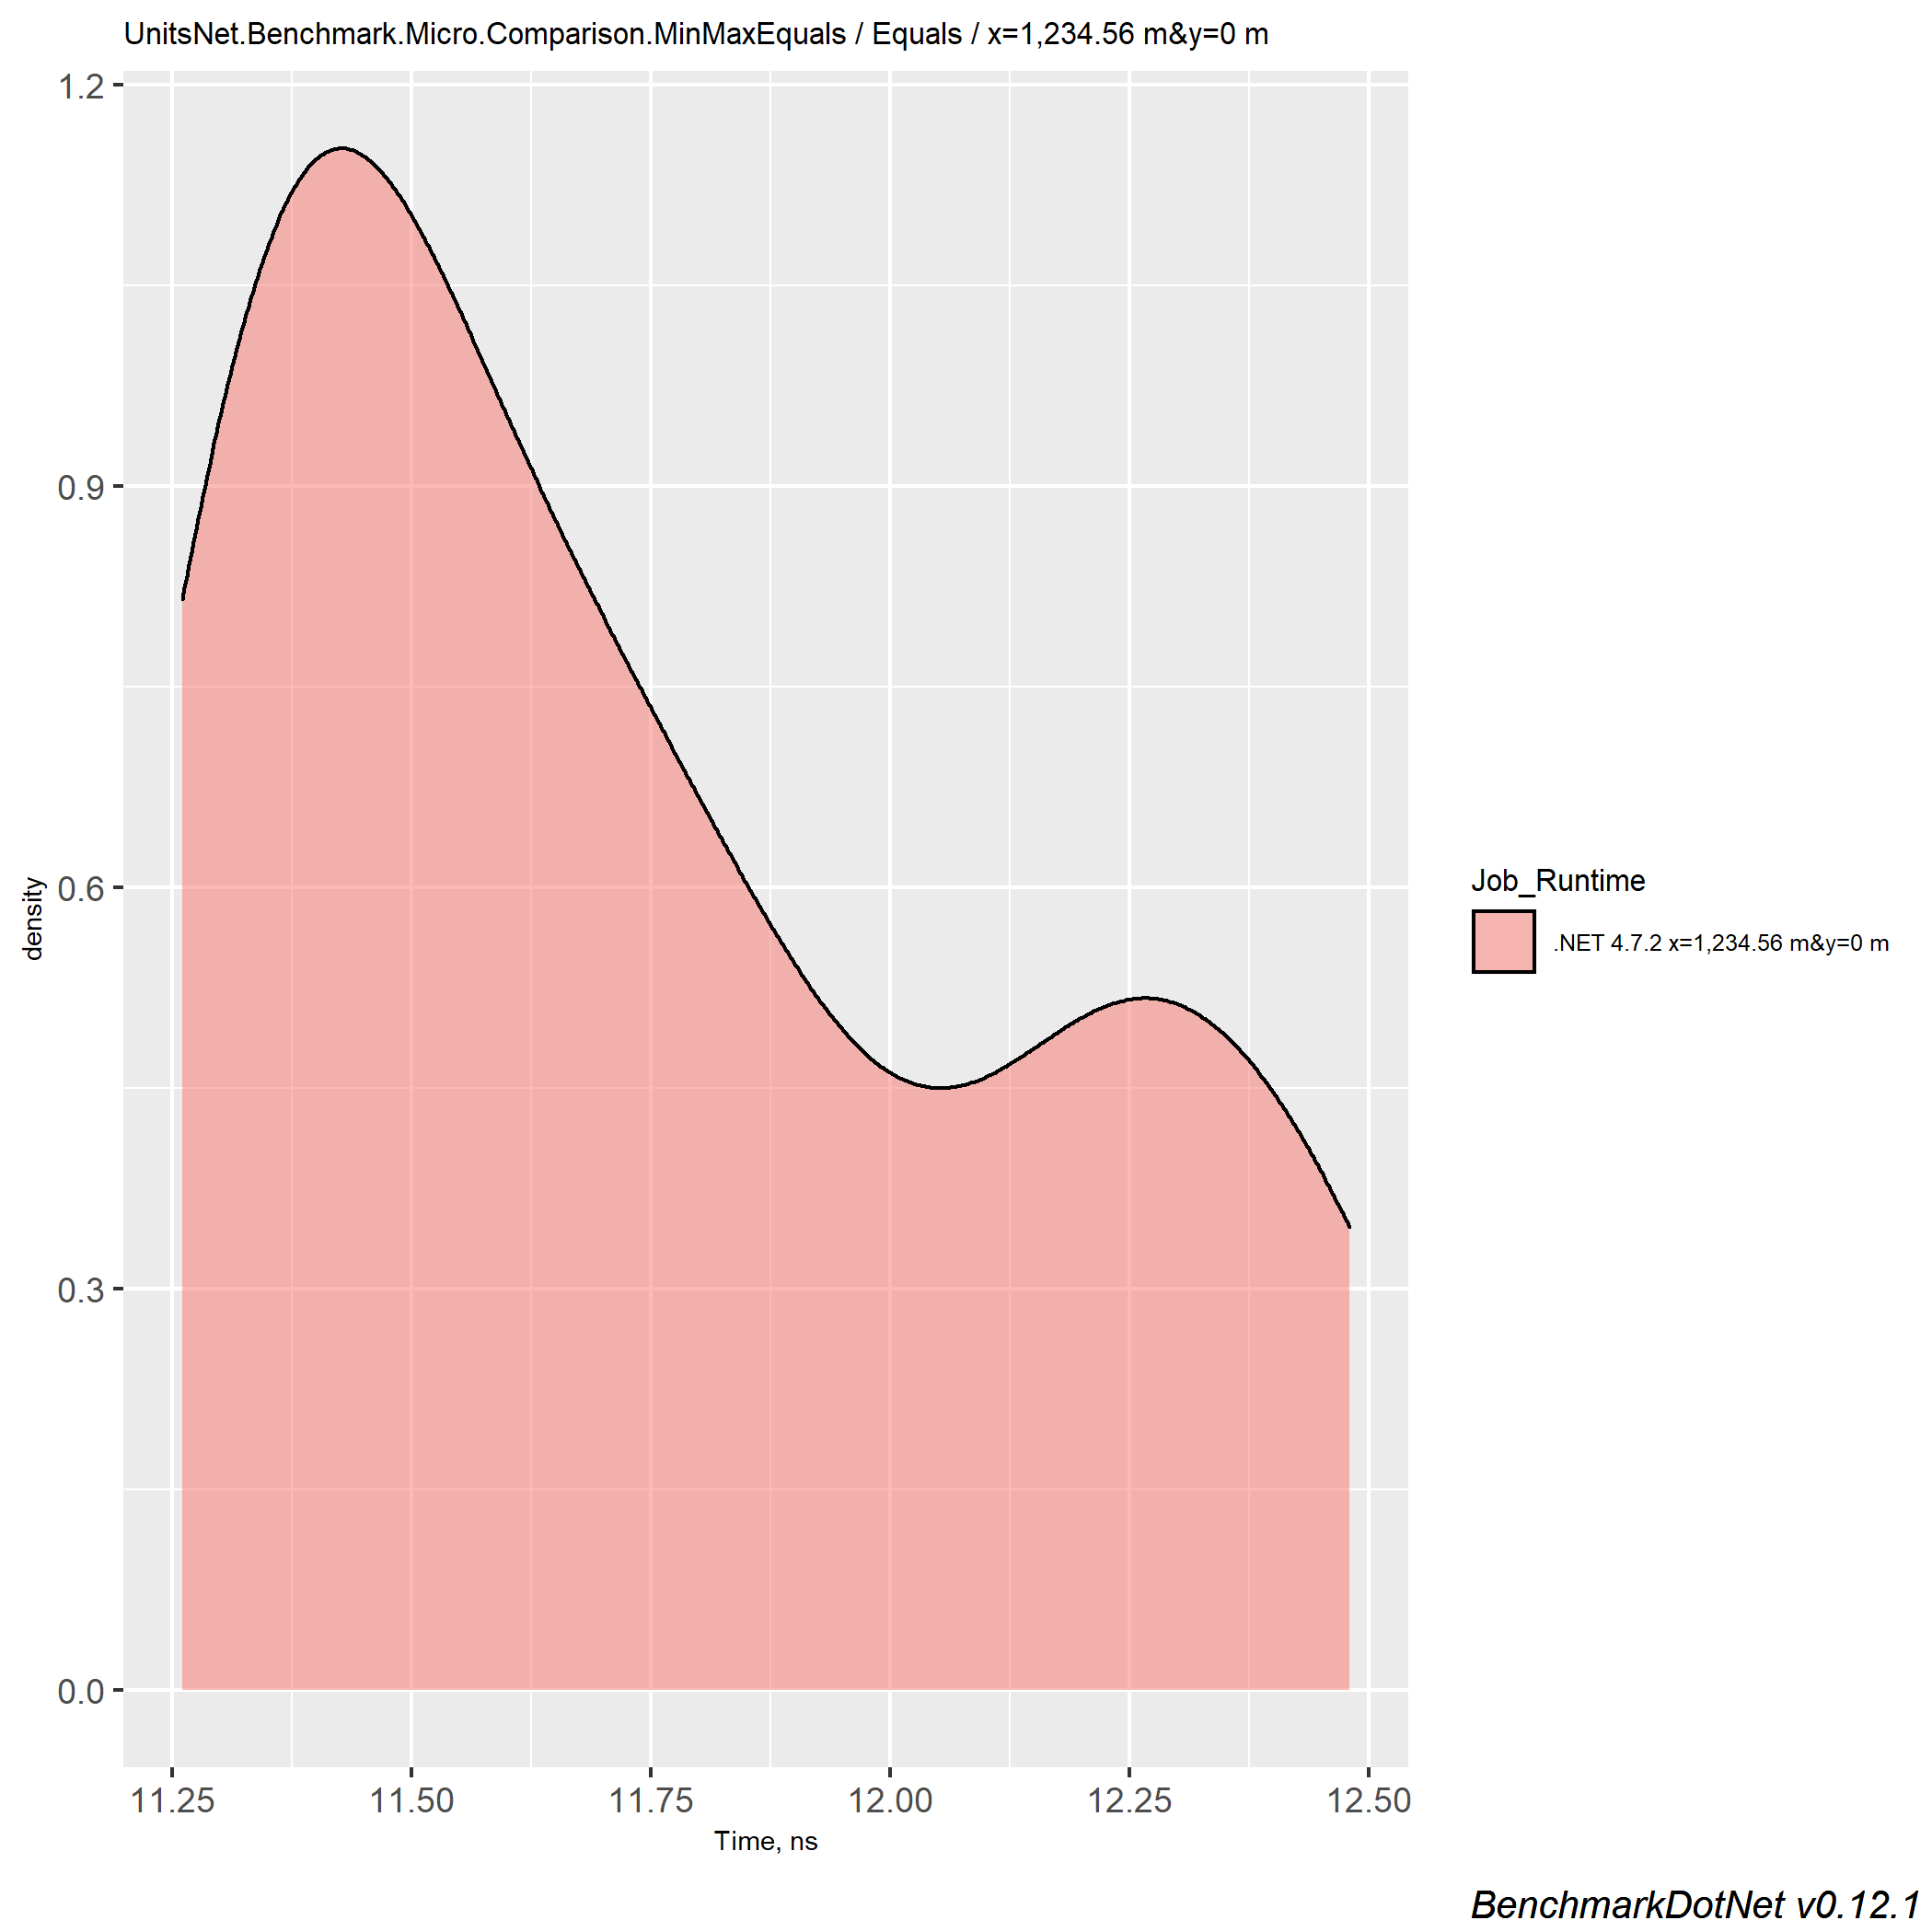 UnitsNet.Benchmark.Micro.Comparison.MinMaxEquals / Equals / x=1,234.56 m&y=0 m
1.2
0.9
0.6
0.3
0.0
density
11.25 11.50 11.75 12.00 12.25 12.50
Time, ns
Job_Runtime
.NET 4.7.2 x=1,234.56 m&y=0 m
BenchmarkDotNet v0.12.1